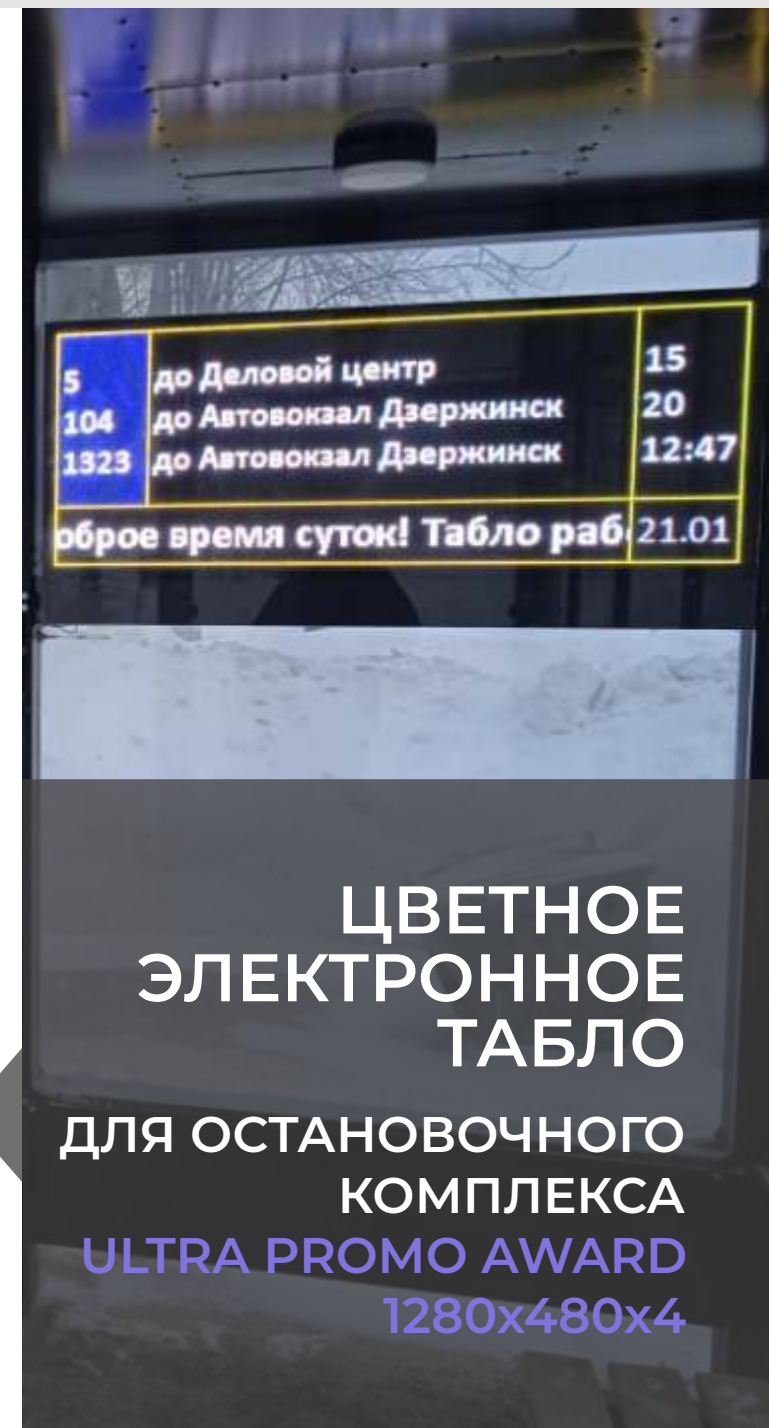 5 до Деловой центр 15
104 до Автовокзал Дзержинск 20
1323 до Автовокзал Дзержинск 12:47
оброе время суток! Табло раб 21.01
ЦВЕТНОЕ
ЭЛЕКТРОННОЕ
ТАБЛО
ДЛЯ ОСТАНОВОЧНОГО
КОМПЛЕКСА
ULTRA PROMO AWARD
1280x480x4